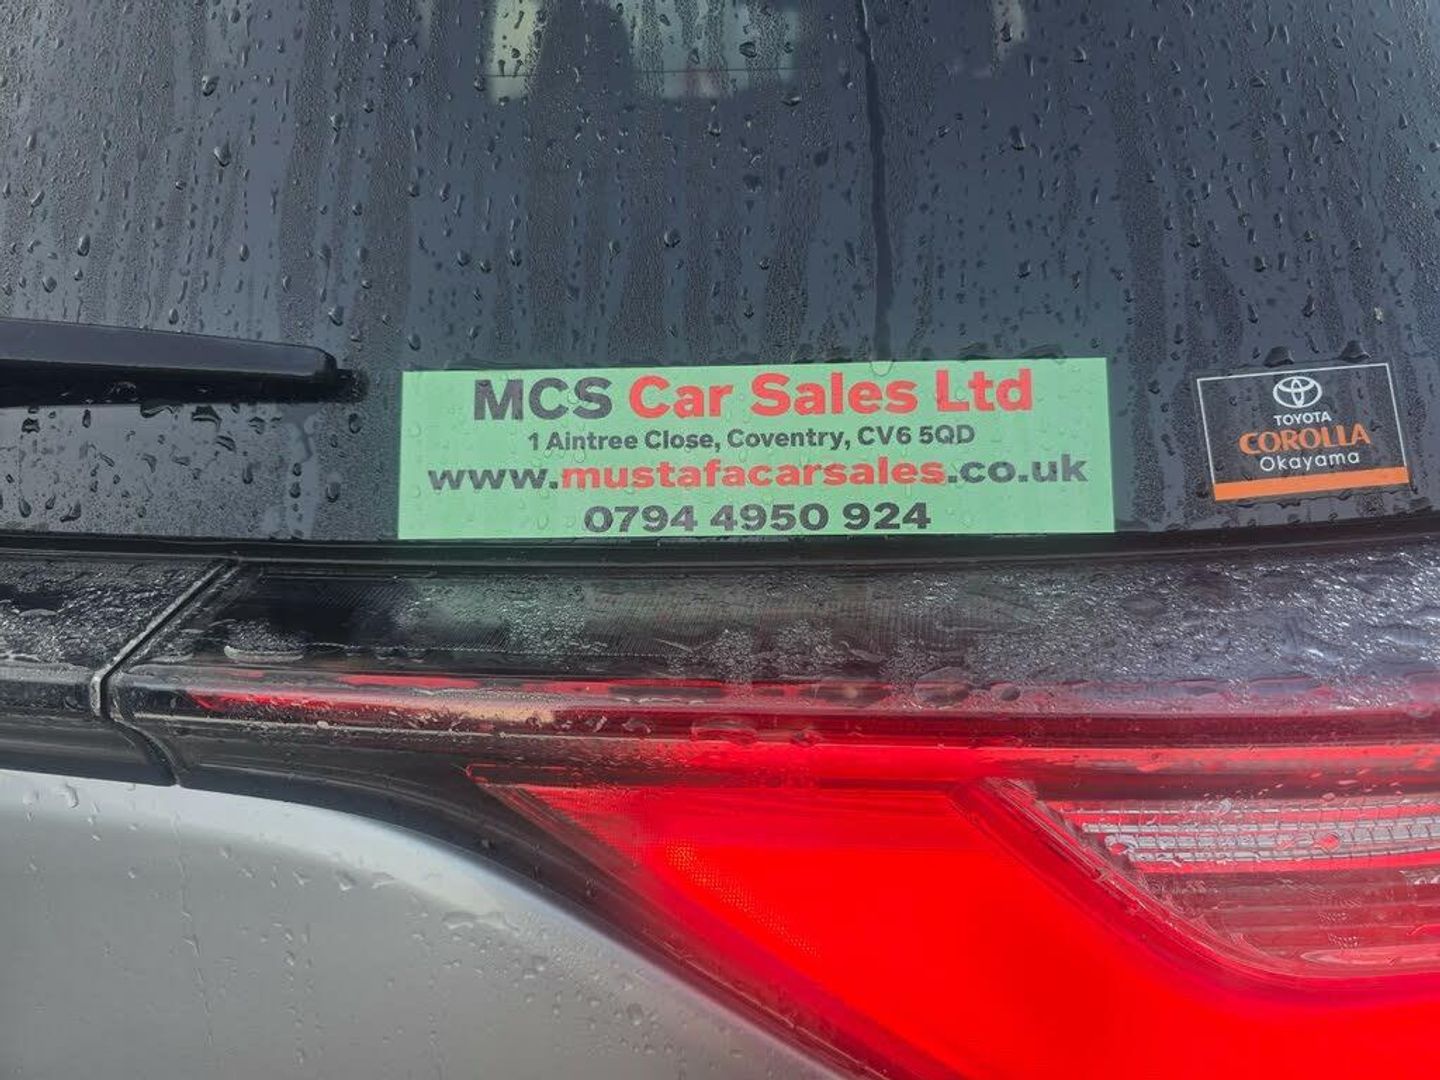 MCS Car Sales Ltd
1 Aintree Close, Coventry, CV6 5QD
www.mustafacarsales.co.uk
0794 4950 924
TOYOTA
COROLLA
Okayama